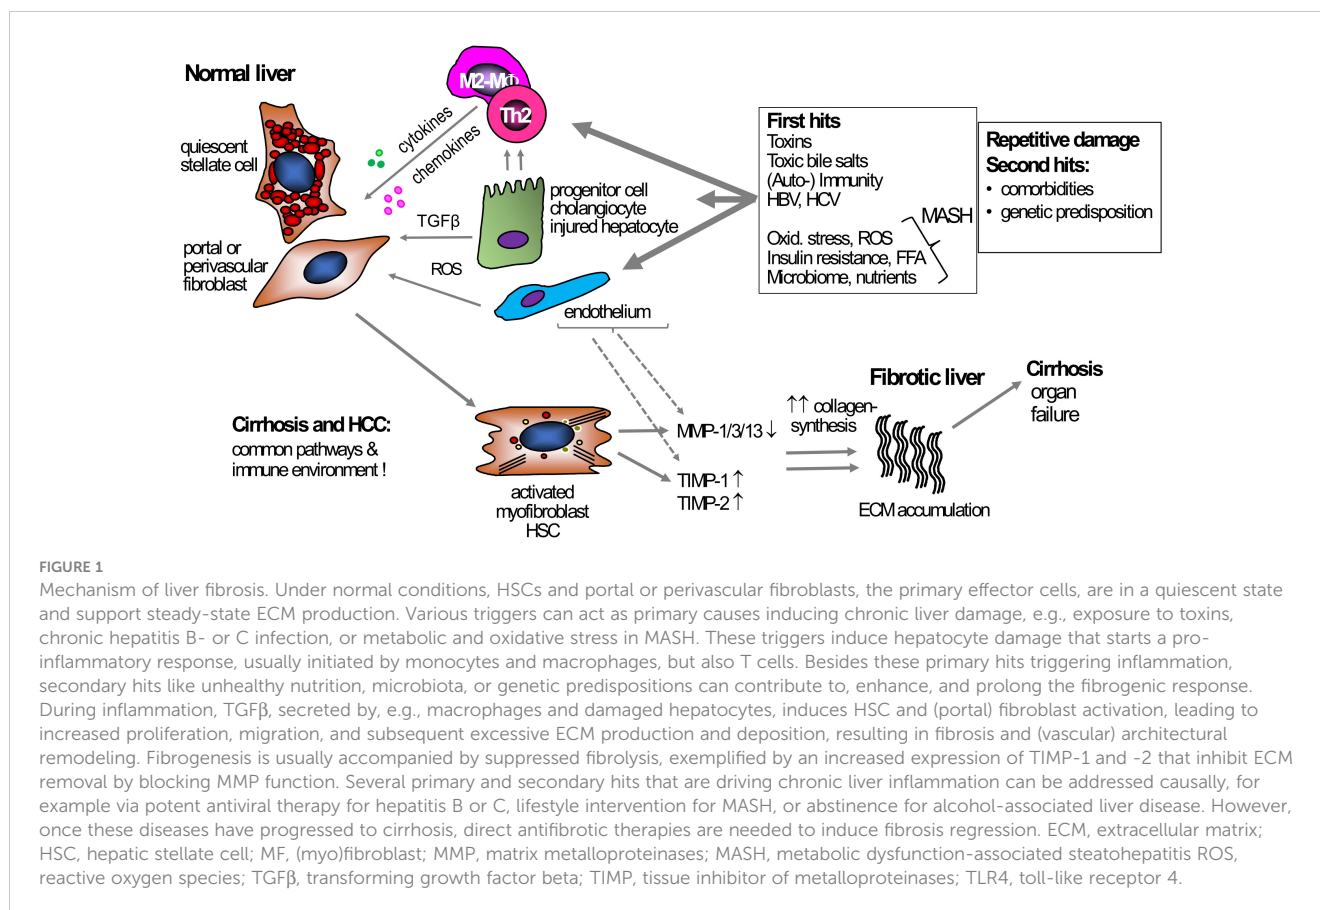 Normal liver
quiescent
stellate cell
portal or
perivascular
fibroblast
M2-MΦ
Th2
cytokines
chemokines
TGFβ
ROS
progenitor cell
cholangiocyte
injured hepatocyte
endothelium
First hits
Toxins
Toxic bile salts
(Auto-) Immunity
HBV, HCV
MASH
Oxid. stress, ROS
Insulin resistance, FFA
Microbiome, nutrients
Repetitive damage
Second hits:
• comorbidities
• genetic predisposition
Cirrhosis and HCC:
common pathways &
immune environment !
activated
myofibroblast
HSC
MMP-1/3/13 ↓
TIMP-1 ↑
TIMP-2 ↑
↑↑ collagen-
synthesis
Fibrotic liver
ECM accumulation
Cirrhosis
organ
failure
FIGURE 1
Mechanism of liver fibrosis. Under normal conditions, HSCs and portal or perivascular fibroblasts, the primary effector cells, are in a quiescent state
and support steady-state ECM production. Various triggers can act as primary causes inducing chronic liver damage, e.g., exposure to toxins,
chronic hepatitis B- or C infection, or metabolic and oxidative stress in MASH. These triggers induce hepatocyte damage that starts a pro-
inflammatory response, usually initiated by monocytes and macrophages, but also T cells. Besides these primary hits triggering inflammation,
secondary hits like unhealthy nutrition, microbiota, or genetic predispositions can contribute to, enhance, and prolong the fibrogenic response.
During inflammation, TGFβ, secreted by, e.g., macrophages and damaged hepatocytes, induces HSC and (portal) fibroblast activation, leading to
increased proliferation, migration, and subsequent excessive ECM production and deposition, resulting in fibrosis and (vascular) architectural
remodeling. Fibrogenesis is usually accompanied by suppressed fibrolysis, exemplified by an increased expression of TIMP-1 and -2 that inhibit ECM
removal by blocking MMP function. Several primary and secondary hits that are driving chronic liver inflammation can be addressed causally, for
example via potent antiviral therapy for hepatitis B or C, lifestyle intervention for MASH, or abstinence for alcohol-associated liver disease. However,
once these diseases have progressed to cirrhosis, direct antifibrotic therapies are needed to induce fibrosis regression. ECM, extracellular matrix;
HSC, hepatic stellate cell; MF, (myo)fibroblast; MMP, matrix metalloproteinases; MASH, metabolic dysfunction-associated steatohepatitis ROS,
reactive oxygen species; TGFβ, transforming growth factor beta; TIMP, tissue inhibitor of metalloproteinases; TLR4, toll-like receptor 4.